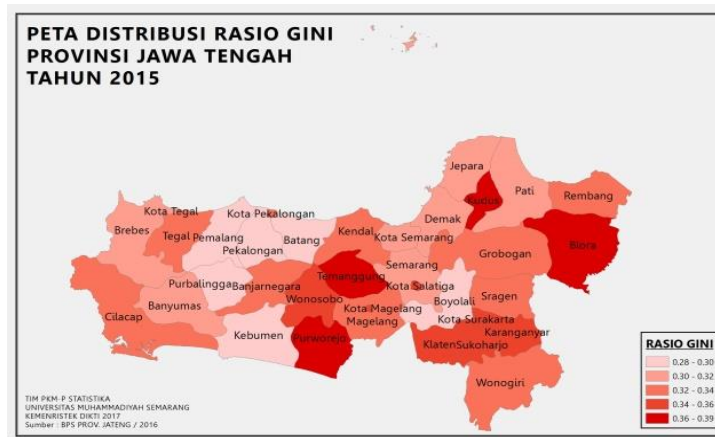 PETA DISTRIBUSI RASIO GINI
PROVINSI JAWA TENGAH
TAHUN 2015
Jepara
Kudus
Pati
Rembang
Kota Tegal
Kota Pekalongan
Demak
Brebes
Tegal
Pemalang
Batang
Kendal
Kota Semarang
Blora
Pekalongan
Grobogan
Semarang
Temanggung
Purbalingga
Banjarnegara
Kota Salatiga
Wonosobo
Boyolali
Sragen
Cilacap
Banyumas
Kota Magelang
Magelang
Kota Surakarta
Kebumen
Purworejo
Karanganyar
Klaten
Sukoharjo
Wonogiri
RASIO GINI
0.28 - 0.30
0.30 - 0.32
0.32 - 0.34
0.34 - 0.36
0.36 - 0.39
TIM PKM-P STATISTIKA
UNIVERSITAS MUHAMMADIYAH SEMARANG
KEMENRISTEK DIKTI 2017
Sumber : BPS PROV. JATENG / 2016